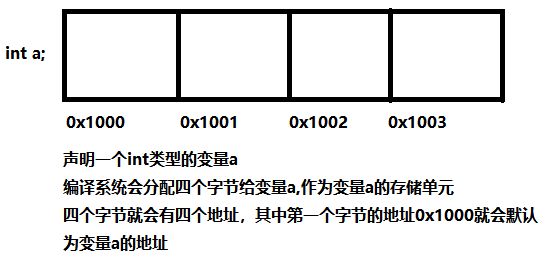 int a;
0x1000 0x1001 0x1002 0x1003
声明一个int类型的变量a
编译系统会分配四个字节给变量a,作为变量a的存储单元
四个字节就会有四个地址，其中第一个字节的地址0x1000就会默认
为变量a的地址